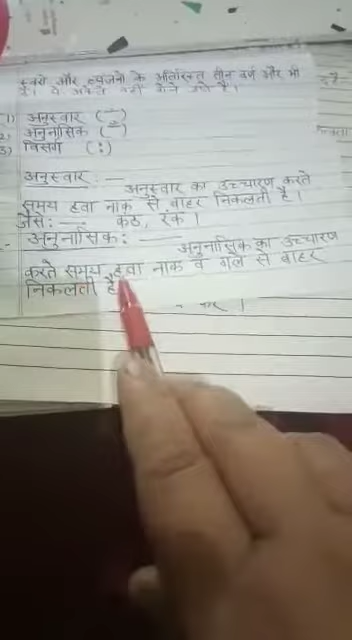 स्वरों और व्यंजनों के अतिरिक्त तीन वर्ण और भी
हैं। ये
1) अनुस्वार (ं)
2) अनुनासिक (ँ)
3) विसर्ग (:)
अनुस्वार : —
अनुस्वार का उच्चारण करते
समय हवा नाक से बाहर निकलती है।
जैसे :— कंठ, रंक।
अनुनासिक : —
अनुनासिक का उच्चारण
करते समय हवा नाक व गले से बाहर
निकलती है